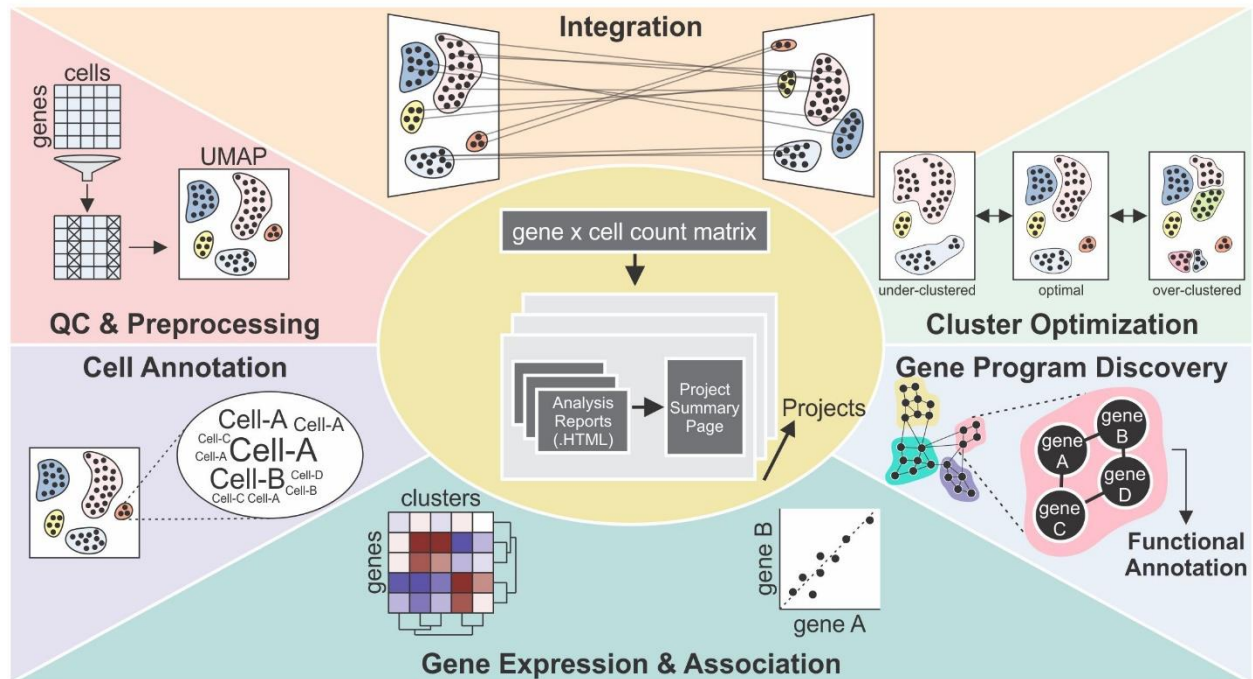 Integration
cells
genes
UMAP
QC & Preprocessing
gene x cell count matrix
Analysis
Reports
(.HTML)
Project
Summary
Page
Projects
under-clustered
optimal
over-clustered
Cluster Optimization
Cell Annotation
Cell-A
Cell-A
Cell-C
Cell-A
Cell-A
Cell-B
Cell-D
Cell-C
Cell-A
Cell-B
Gene Program Discovery
gene
A
gene
B
gene
C
gene
D
Functional
Annotation
clusters
genes
gene B
gene A
Gene Expression & Association